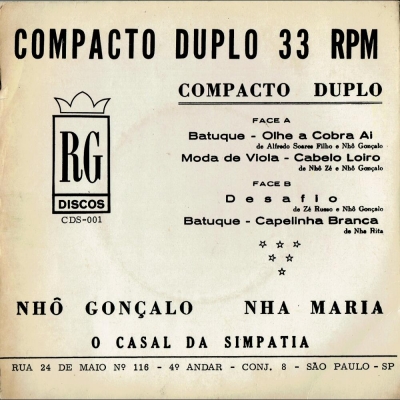 COMPACTO DUPLO 33 RPM
COMPACTO DUPLO
FACE A
Batuque - Olhe a Cobra Ai
de Alfredo Soares Filho e Nhô Gonçalo
Moda de Viola - Cabelo Loiro
de Nhô Zé e Nhô Gonçalo
FACE B
Desafio
de Zé Russo e Nhô Gonçalo
Batuque - Capelinha Branca
de Nha Rita
RG
DISCOS
CDS-001
NHÔ GONÇALO NHA MARIA
O CASAL DA SIMPATIA
RUA 24 DE MAIO Nº 116 - 4º ANDAR - CONJ. 8 - SÃO PAULO - SP